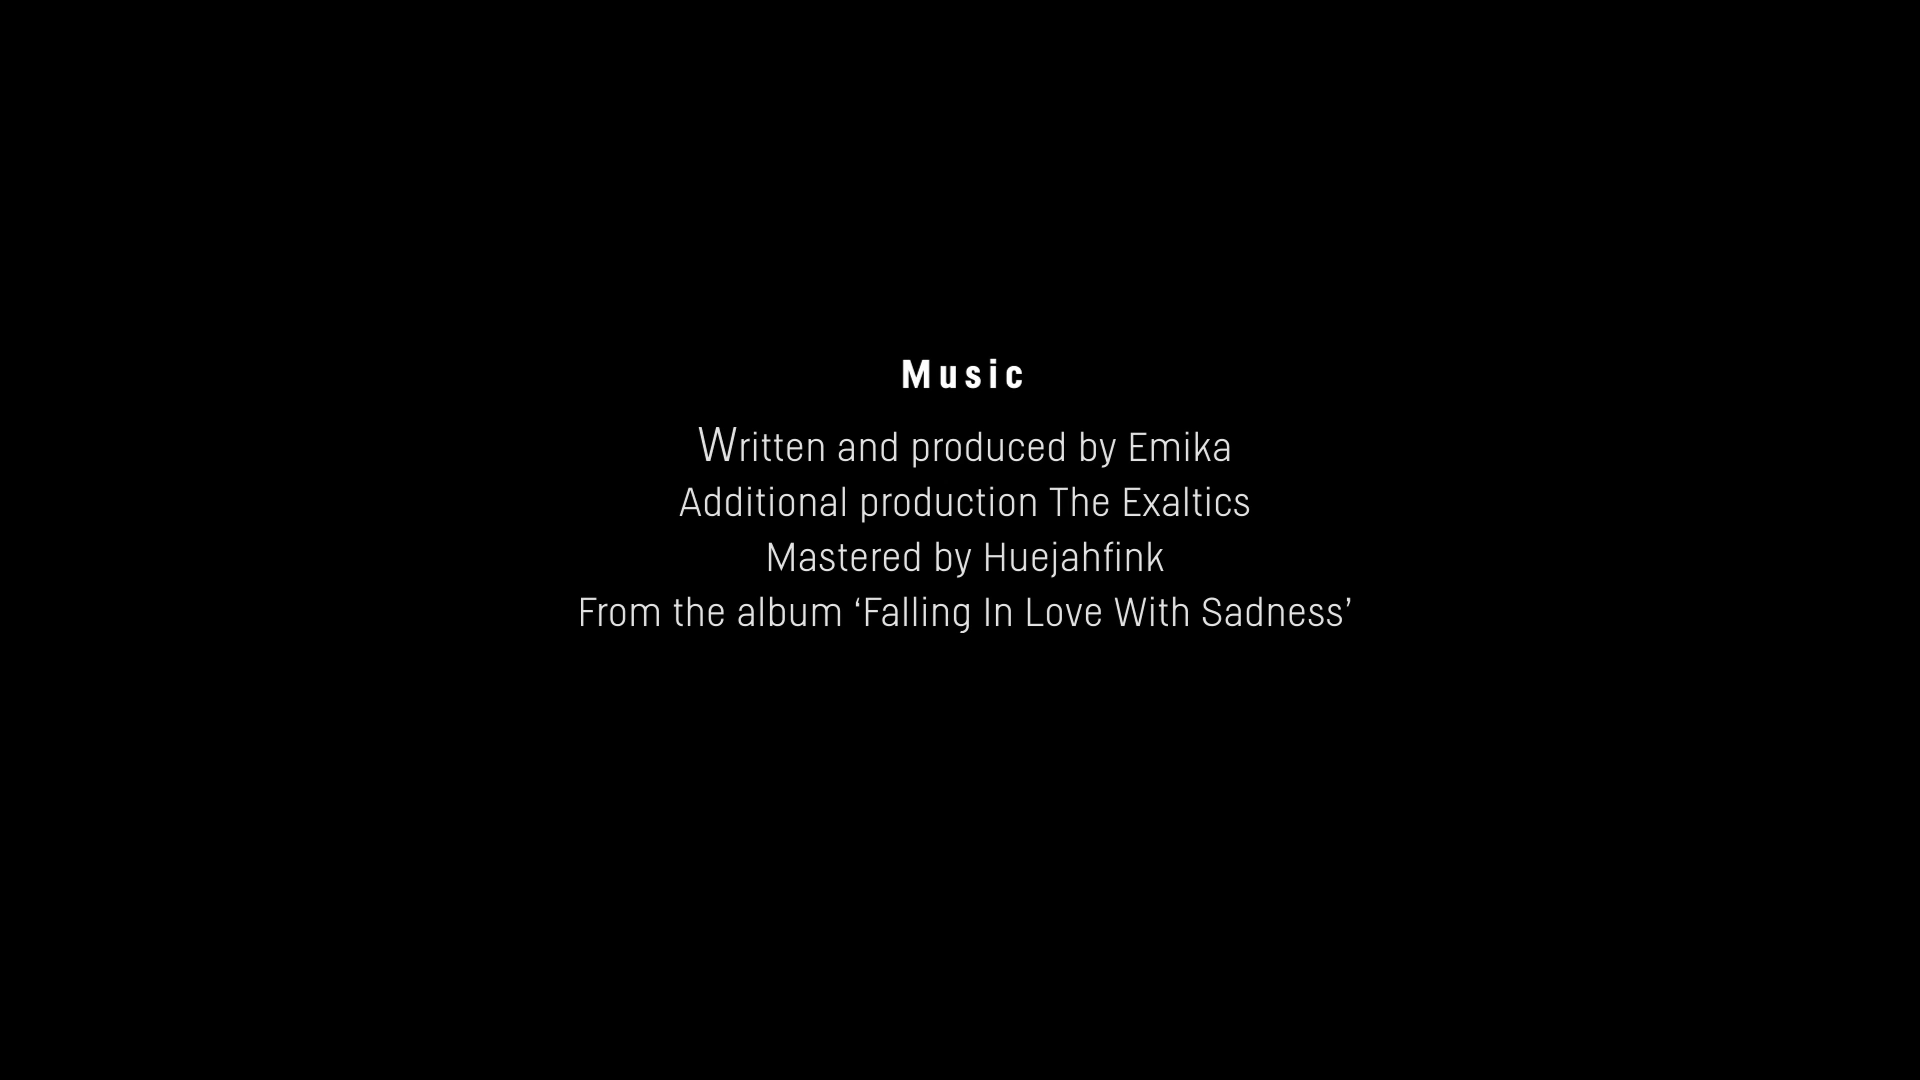 Music
Written and produced by Emika
Additional production The Exaltics
Mastered by Huejahfink
From the album ‘Falling In Love With Sadness’